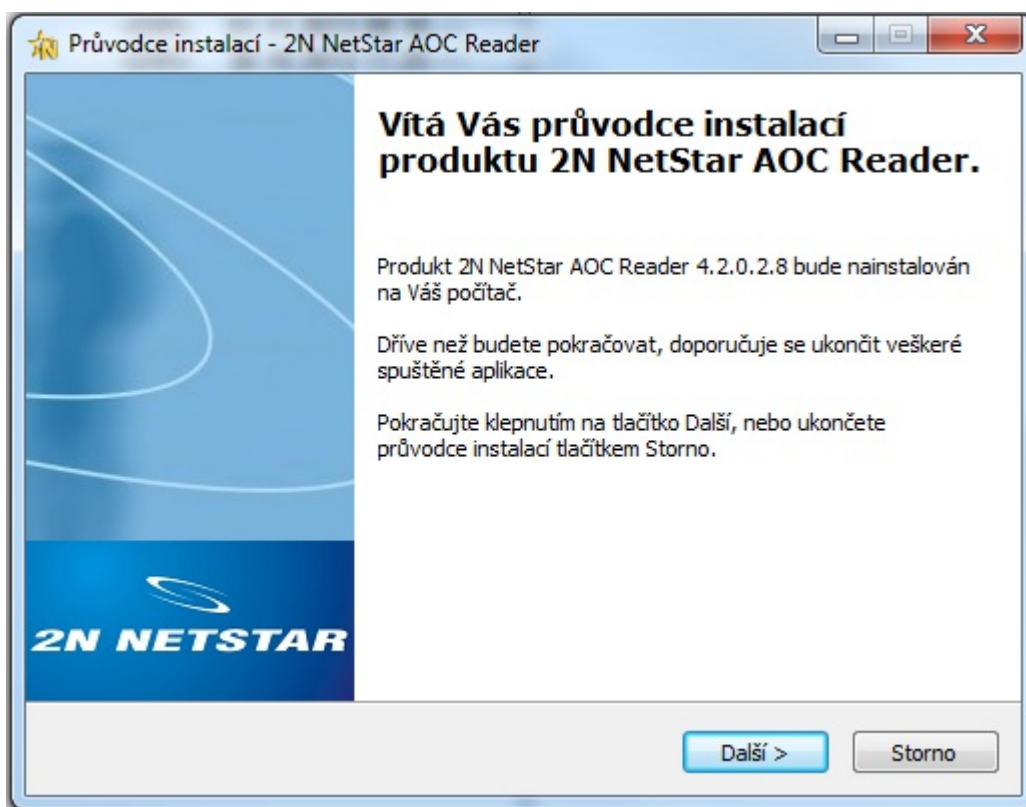 Průvodce instalací - 2N NetStar AOC Reader
Vítá Vás průvodce instalací
produktu 2N NetStar AOC Reader.
Produkt 2N NetStar AOC Reader 4.2.0.2.8 bude nainstalován
na Váš počítač.
Dříve než budete pokračovat, doporučuje se ukončit veškeré
spuštěné aplikace.
Pokračujte klepnutím na tlačítko Další, nebo ukončete
průvodce instalací tlačítkem Storno.
2N NETSTAR
Další >
Storno